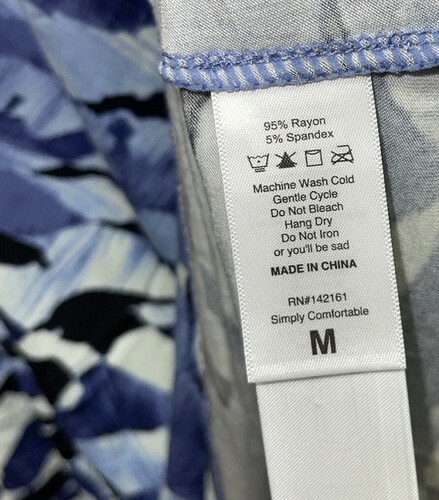 95% Rayon
5% Spandex
Machine Wash Cold
Gentle Cycle
Do Not Bleach
Hang Dry
Do Not Iron
or you'll be sad
MADE IN CHINA
RN#142161
Simply Comfortable
M